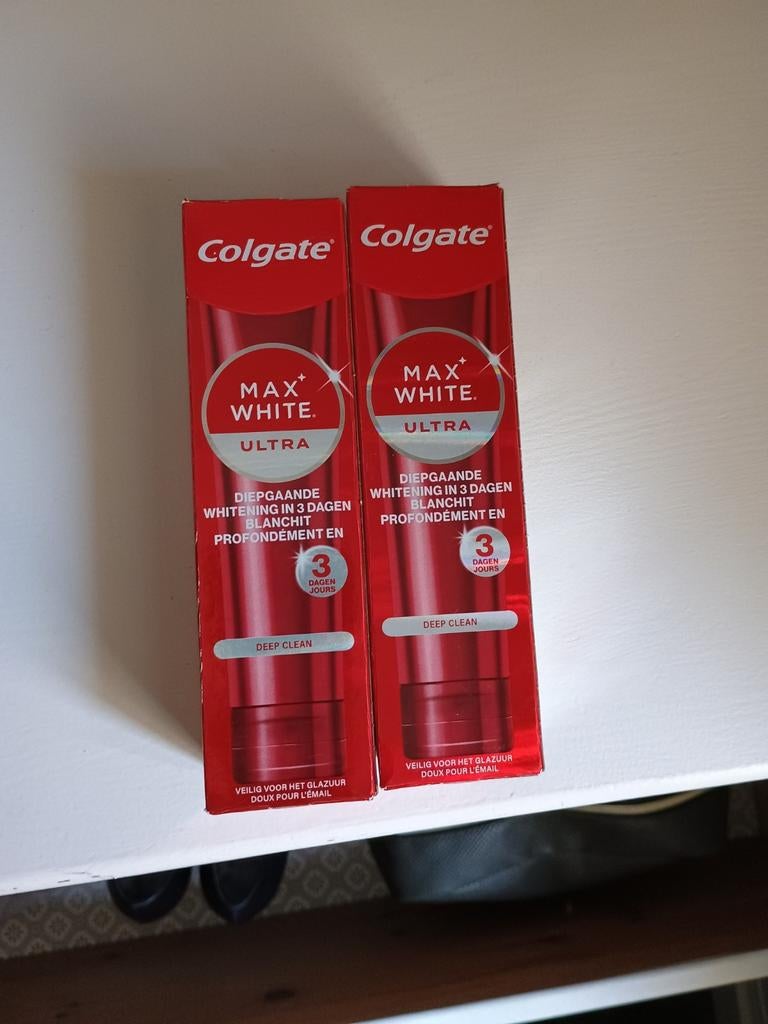 Colgate®
MAX
WHITE®
ULTRA
DIEPGAANDE
WHITENING IN 3 DAGEN
BLANCHIT
PROFONDÉMENT EN
3
DAGEN
JOURS
DEEP CLEAN
VEILIG VOOR HET GLAZUUR
DOUX POUR L'ÉMAIL
Colgate®
MAX
WHITE®
ULTRA
DIEPGAANDE
WHITENING IN 3 DAGEN
BLANCHIT
PROFONDÉMENT EN
3
DAGEN
JOURS
DEEP CLEAN
VEILIG VOOR HET GLAZUUR
DOUX POUR L'ÉMAIL